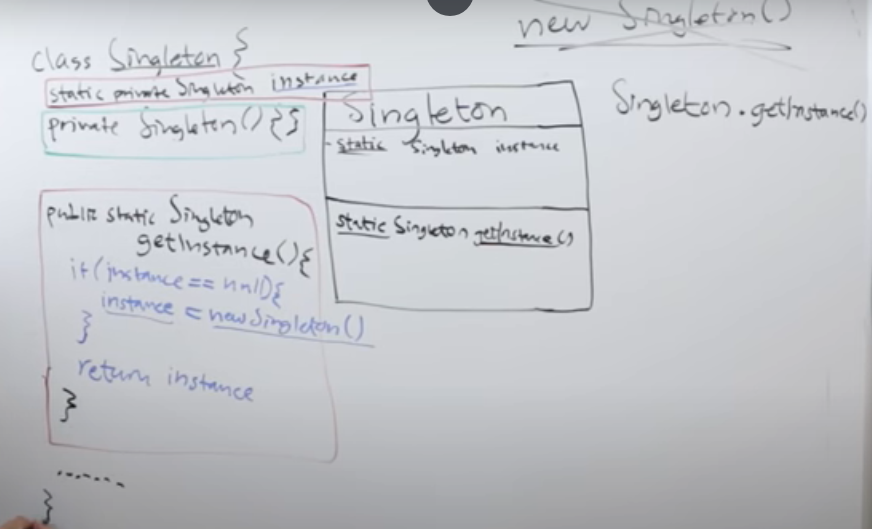 new Singleton()
class Singleton {
static private Singleton instance
private Singleton() {}
public static Singleton
getInstance(){
if(instance == null){
instance = new Singleton()
}
return instance
}
.......
}
Singleton
- static Singleton instance
static Singleton getInstance()
Singleton.getInstance()